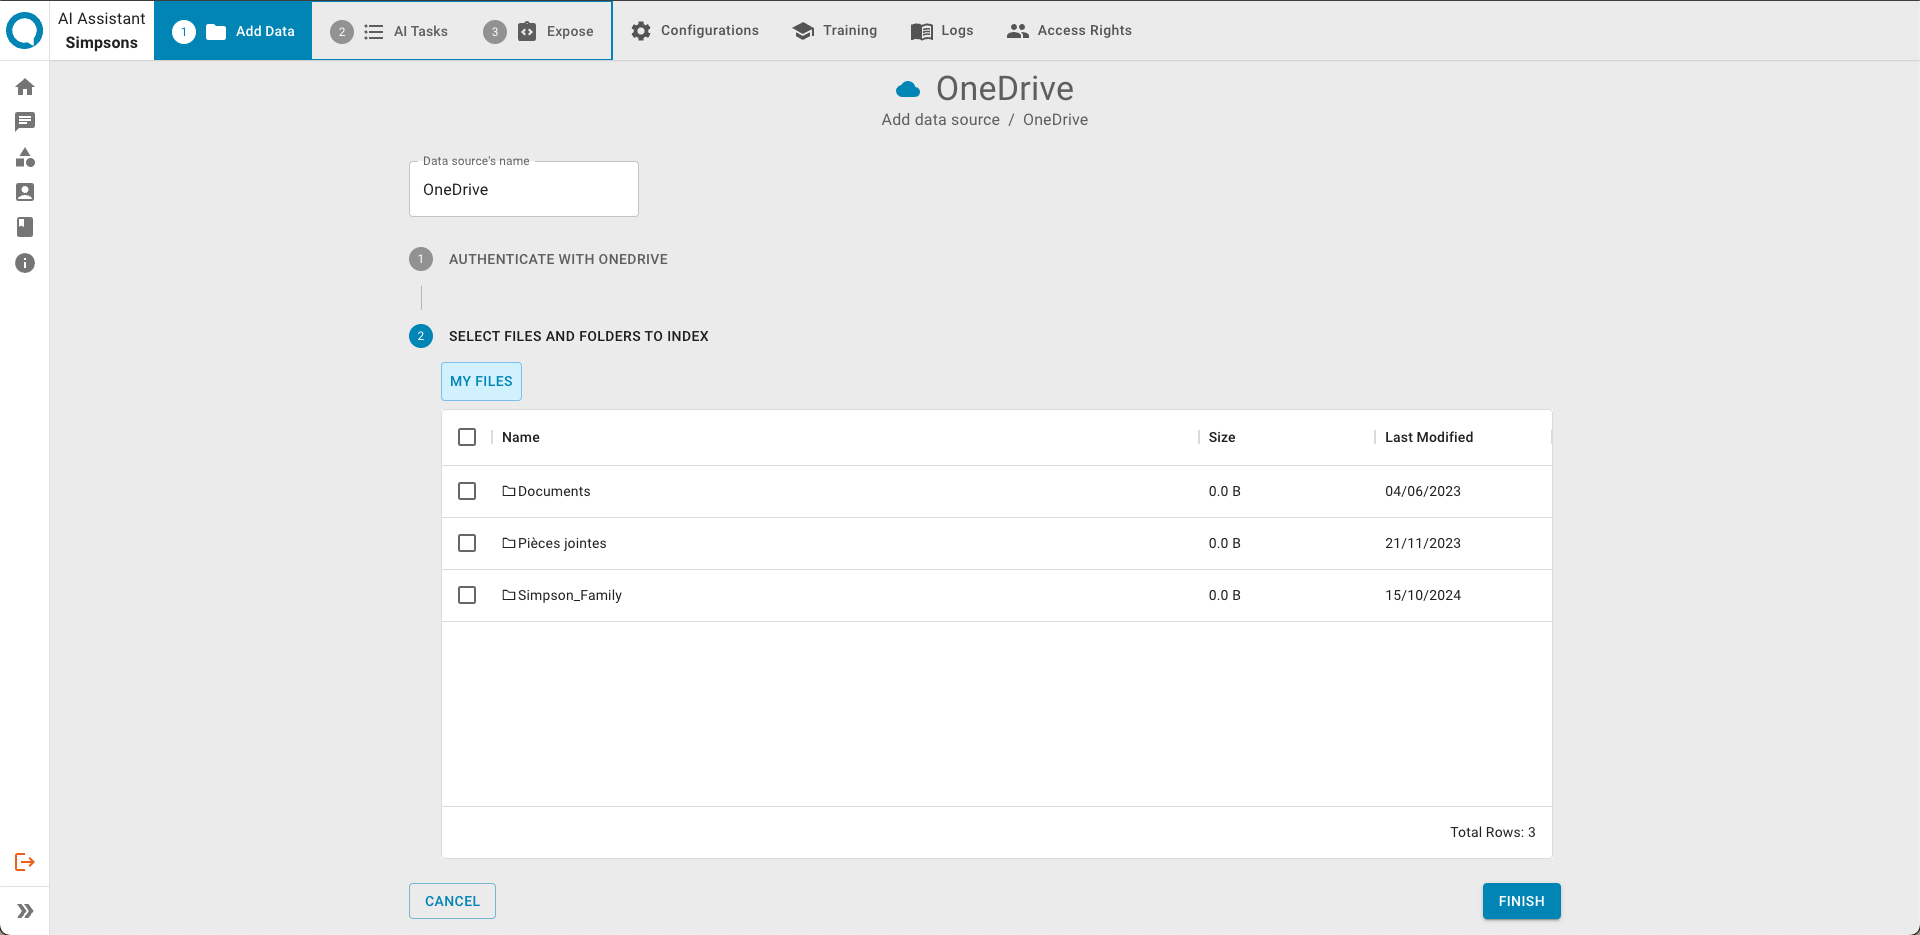 AI Assistant
Simpsons
1 Add Data
2 AI Tasks
3 Expose
Configurations
Training
Logs
Access Rights
OneDrive
Add data source / OneDrive
Data source's name
OneDrive
1 AUTHENTICATE WITH ONEDRIVE
2 SELECT FILES AND FOLDERS TO INDEX
MY FILES
Name Size Last Modified
Documents 0.0 B 04/06/2023
Pièces jointes 0.0 B 21/11/2023
Simpson_Family 0.0 B 15/10/2024
Total Rows: 3
CANCEL
FINISH